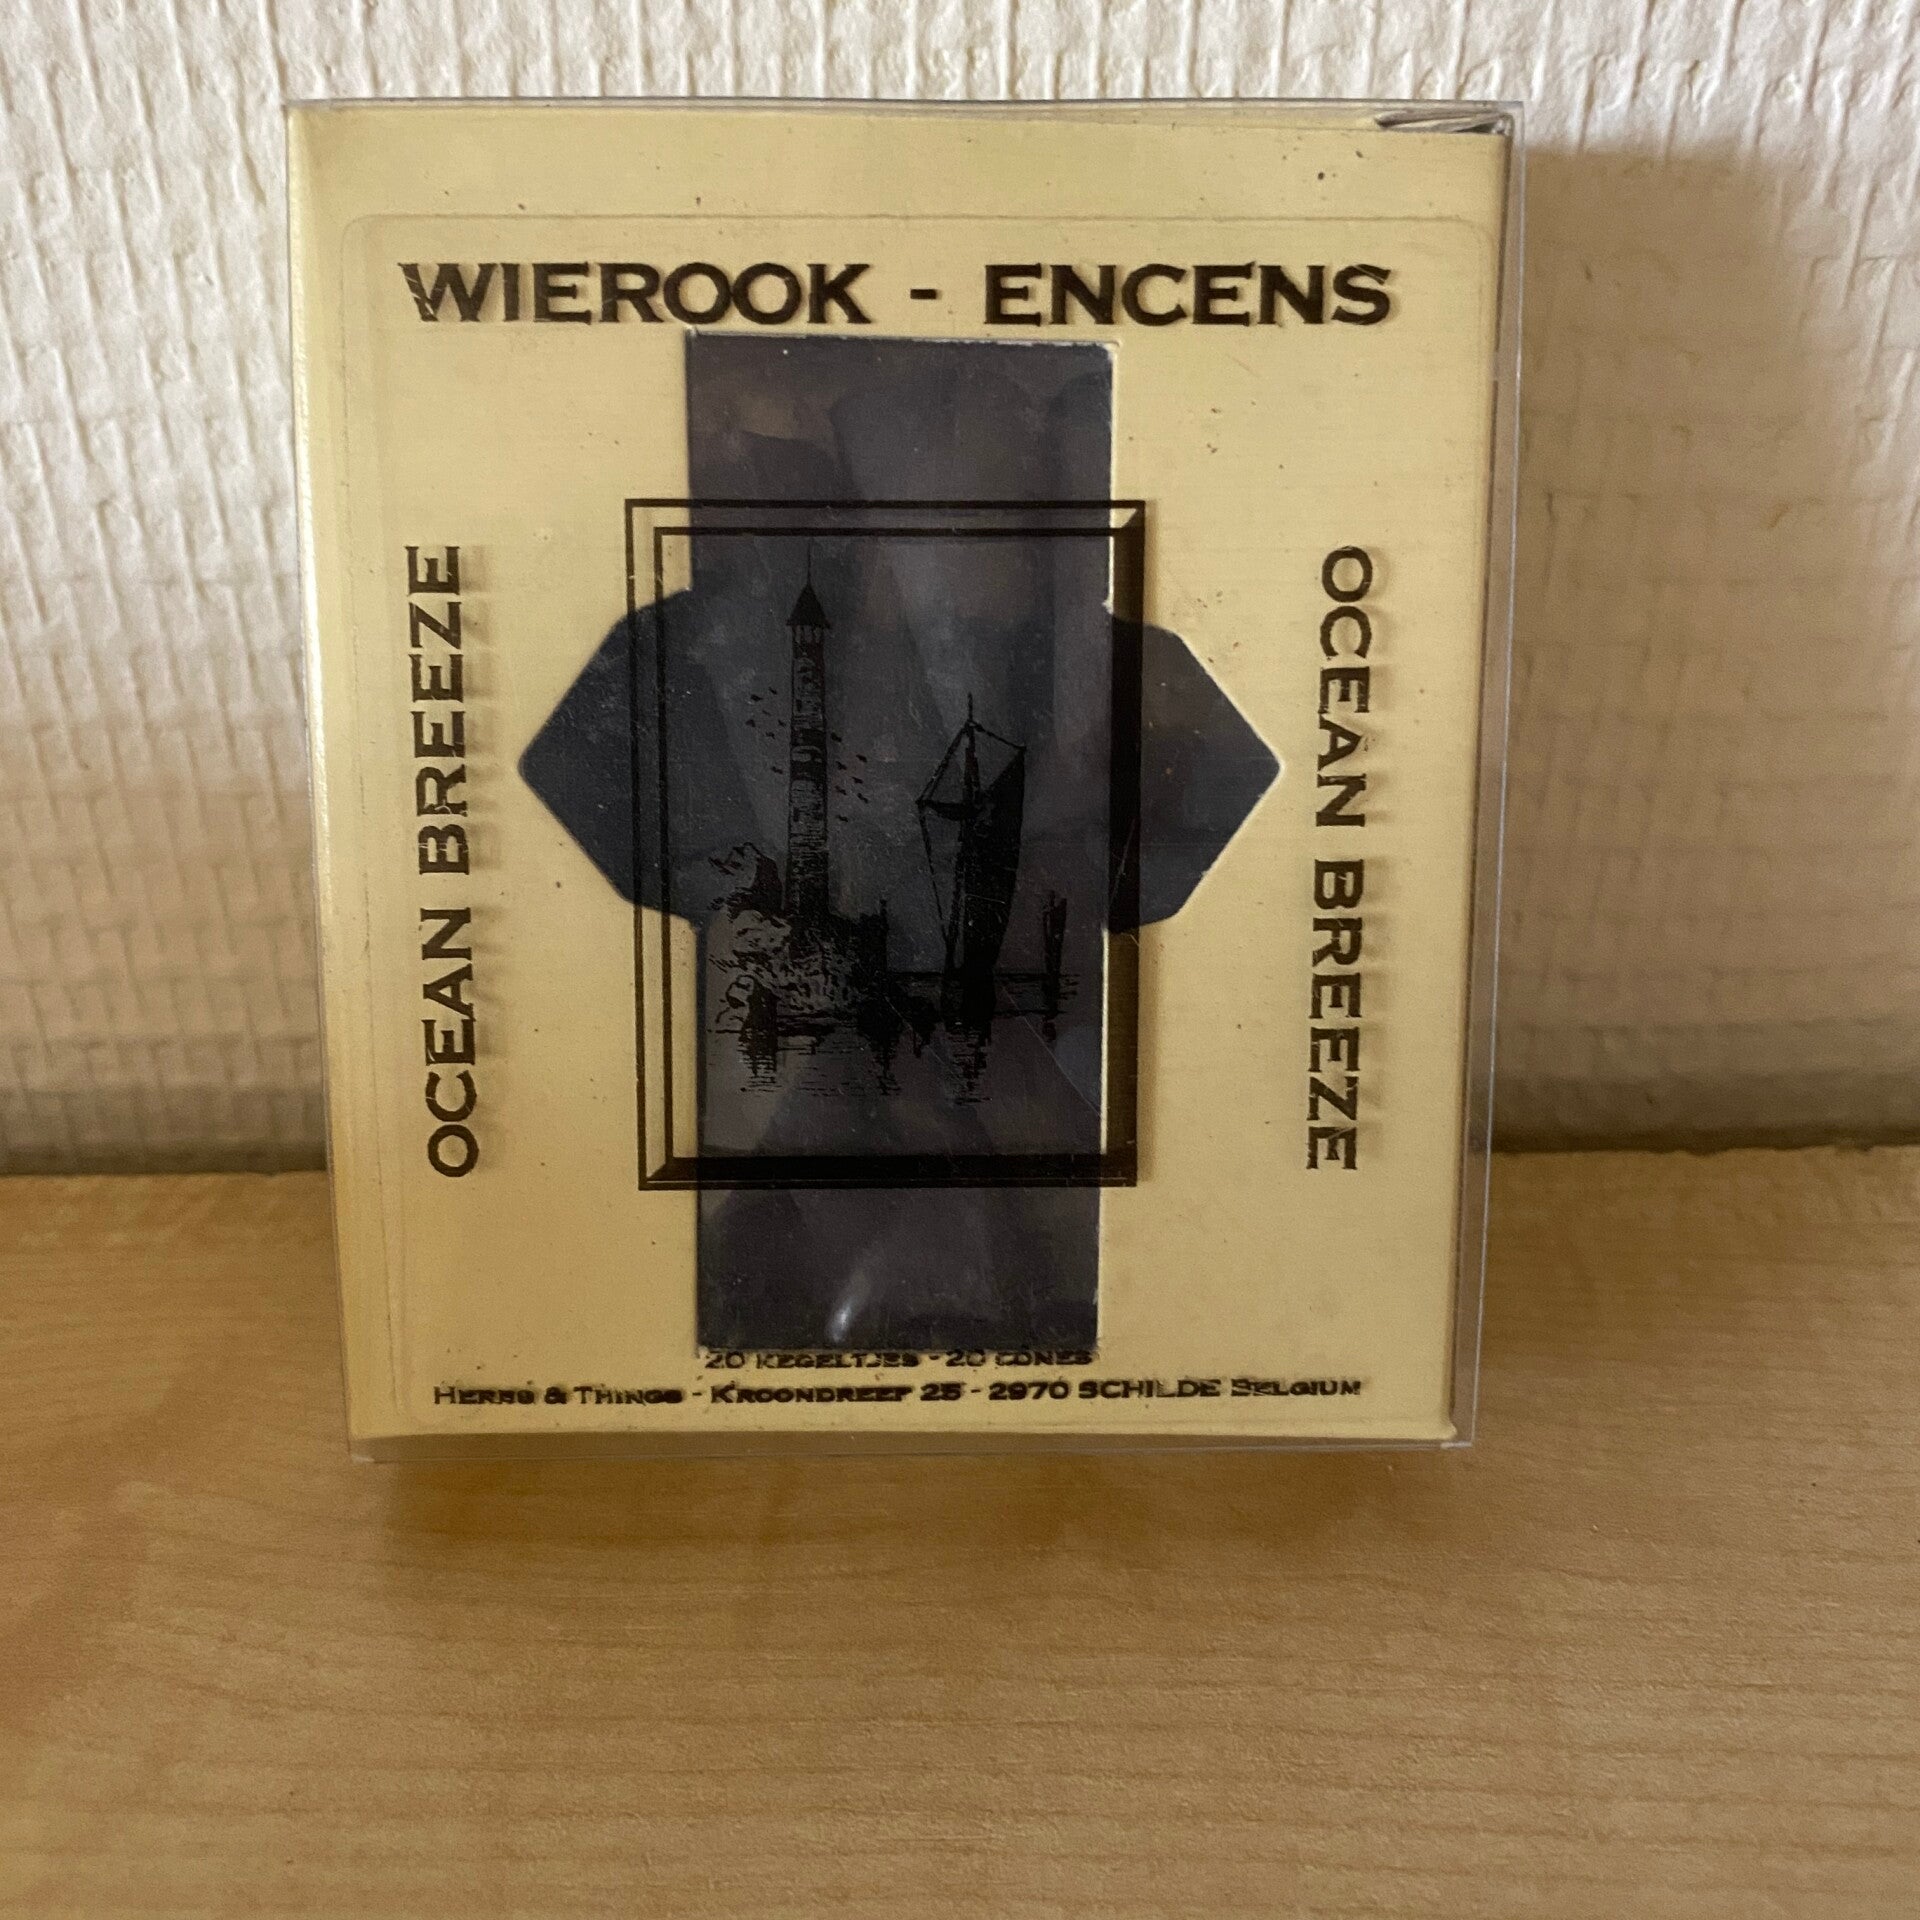 WIEROOK - ENCENS
OCEAN BREEZE
OCEAN BREEZE
20 KEGELTJES - 20 CONES
HERBS & THINGS - KROONDREEF 25 - 2970 SCHILDE BELGIUM